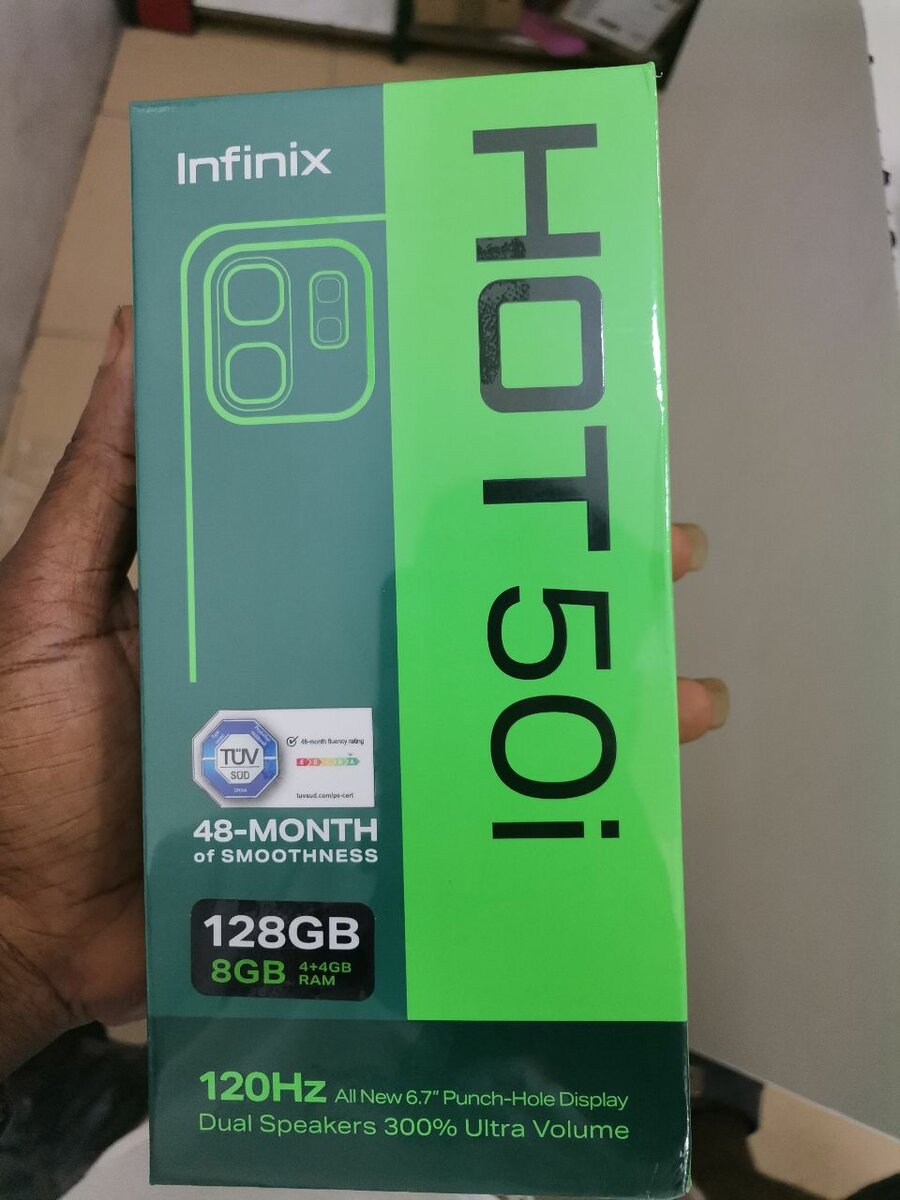 Infinix
HOT 50i
TÜV
SÜD
48-month fluency rating
tuvsud.com/ps-cert
48-MONTH
of SMOOTHNESS
128GB
8GB 4+4GB
RAM
120Hz All New 6.7" Punch-Hole Display
Dual Speakers 300% Ultra Volume